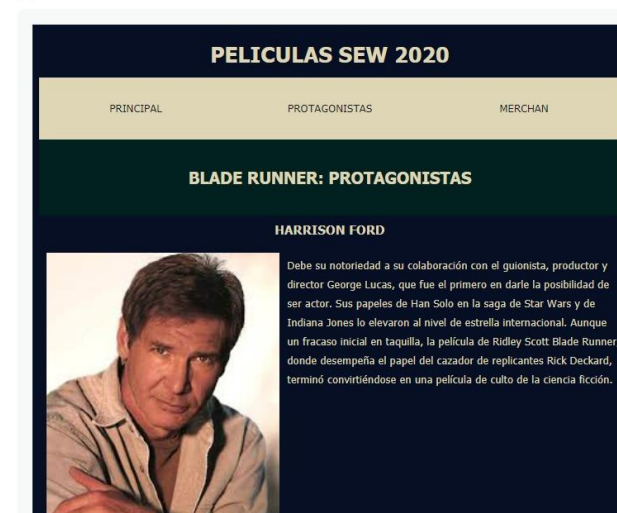 PELICULAS SEW 2020
PRINCIPAL PROTAGONISTAS MERCHAN
BLADE RUNNER: PROTAGONISTAS
HARRISON FORD
Debe su notoriedad a su colaboración con el guionista, productor y
director George Lucas, que fue el primero en darle la posibilidad de
ser actor. Sus papeles de Han Solo en la saga de Star Wars y de
Indiana Jones lo elevaron al nivel de estrella internacional. Aunque
un fracaso inicial en taquilla, la película de Ridley Scott Blade Runner
donde desempeña el papel del cazador de replicantes Rick Deckard,
terminó convirtiéndose en una película de culto de la ciencia ficción.